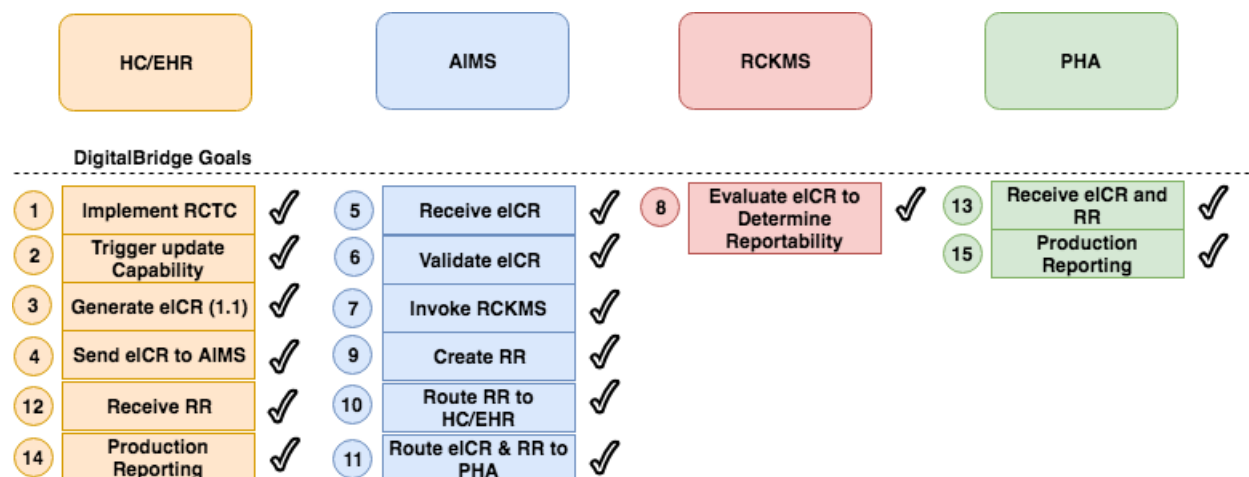 HC/EHR
AIMS
RCKMS
PHA
DigitalBridge Goals
1
Implement RCTC
2
Trigger update
Capability
3
Generate eICR (1.1)
4
Send eICR to AIMS
12
Receive RR
14
Production
Reporting
5
Receive eICR
6
Validate eICR
7
Invoke RCKMS
9
Create RR
10
Route RR to
HC/EHR
11
Route eICR & RR to
PHA
8
Evaluate eICR to
Determine
Reportability
13
Receive eICR and
RR
15
Production
Reporting